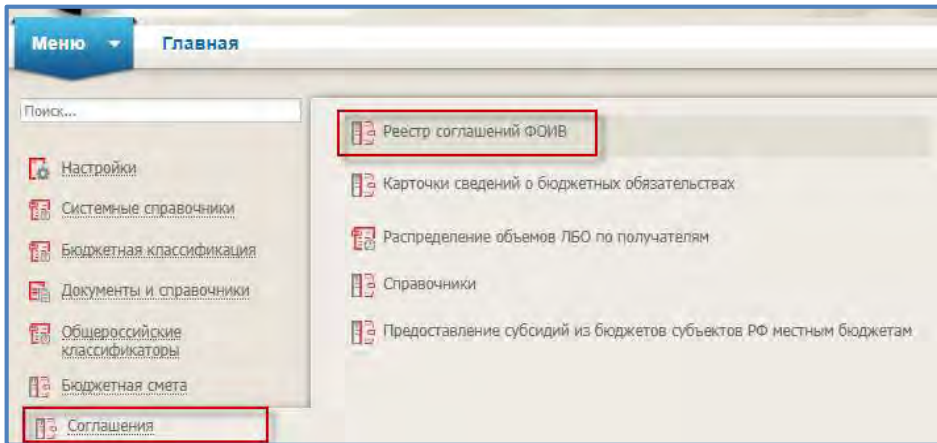 Меню Главная
Поиск...
Настройки
Системные справочники
Бюджетная классификация
Документы и справочники
Общероссийские
классификаторы
Бюджетная смета
Соглашения
Реестр соглашений ФОИВ
Карточки сведений о бюджетных обязательствах
Распределение объемов ЛБО по получателям
Справочники
Предоставление субсидий из бюджетов субъектов РФ местным бюджетам